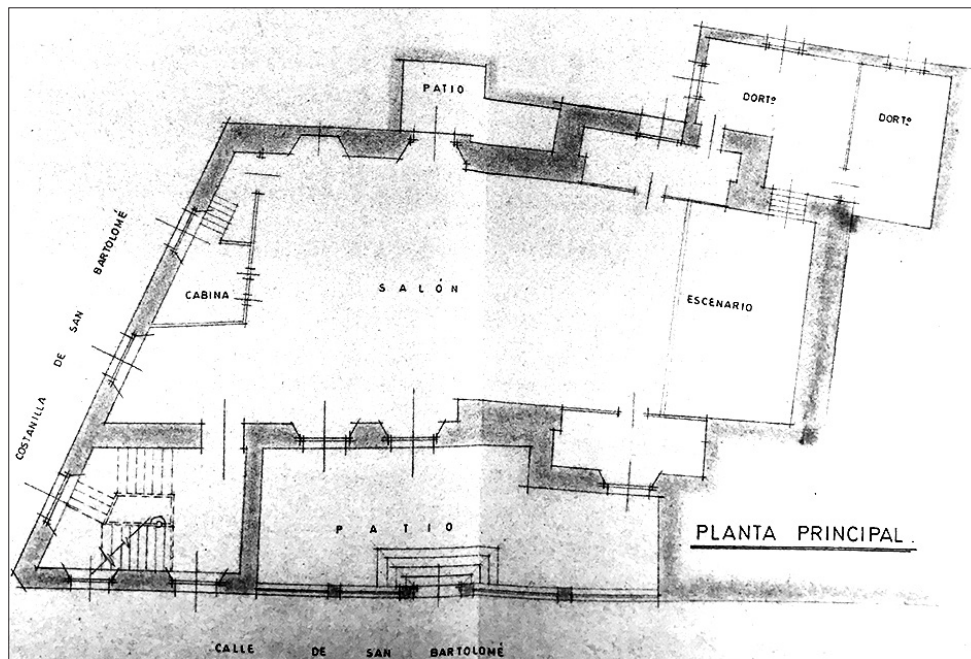 PATIO
DORTº
DORTº
COSTANILLA DE SAN BARTOLOMÉ
CABINA
SALÓN
ESCENARIO
PATIO
PLANTA PRINCIPAL.
CALLE DE SAN BARTOLOMÉ